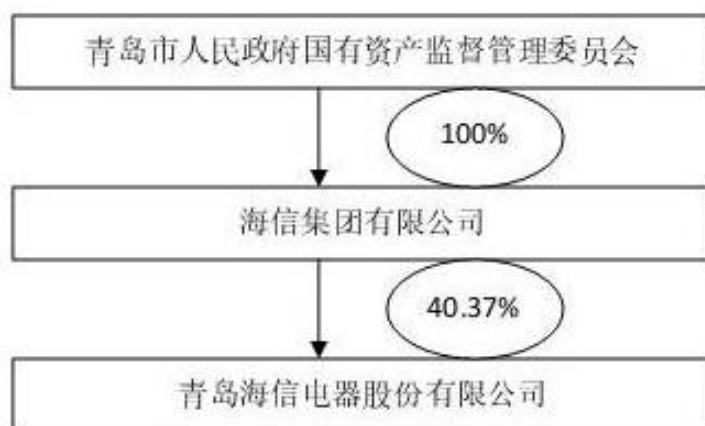 青岛市人民政府国有资产监督管理委员会
100%
海信集团有限公司
40.37%
青岛海信电器股份有限公司